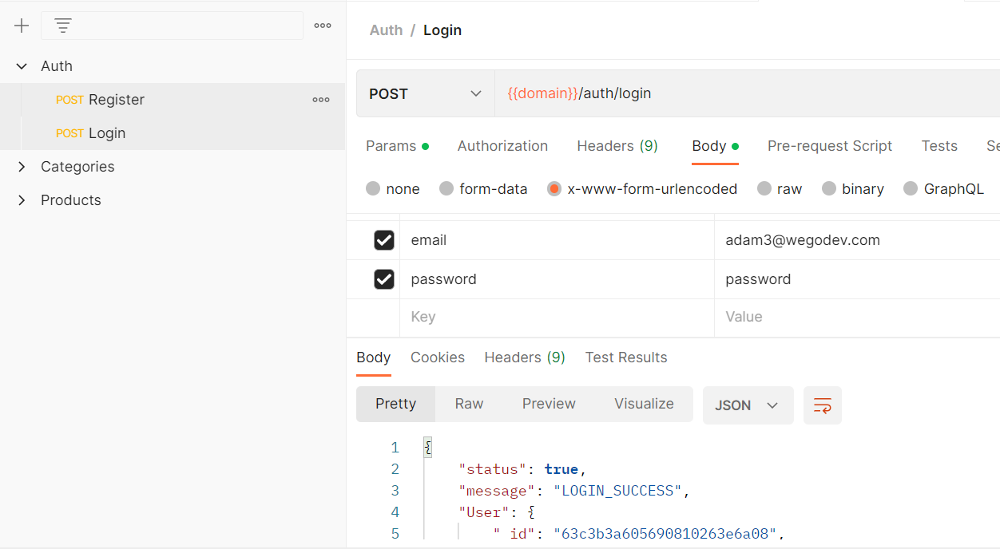 Auth
POST Register
POST Login
Categories
Products
Auth / Login
POST {{domain}}/auth/login
Params Authorization Headers (9) Body Pre-request Script Tests Se
none form-data x-www-form-urlencoded raw binary GraphQL
email adam3@wegodev.com
password password
Key Value
Body Cookies Headers (9) Test Results
Pretty Raw Preview Visualize JSON
1 {
2 "status": true,
3 "message": "LOGIN_SUCCESS",
4 "User": {
5 "_id": "63c3b3a605690810263e6a08",